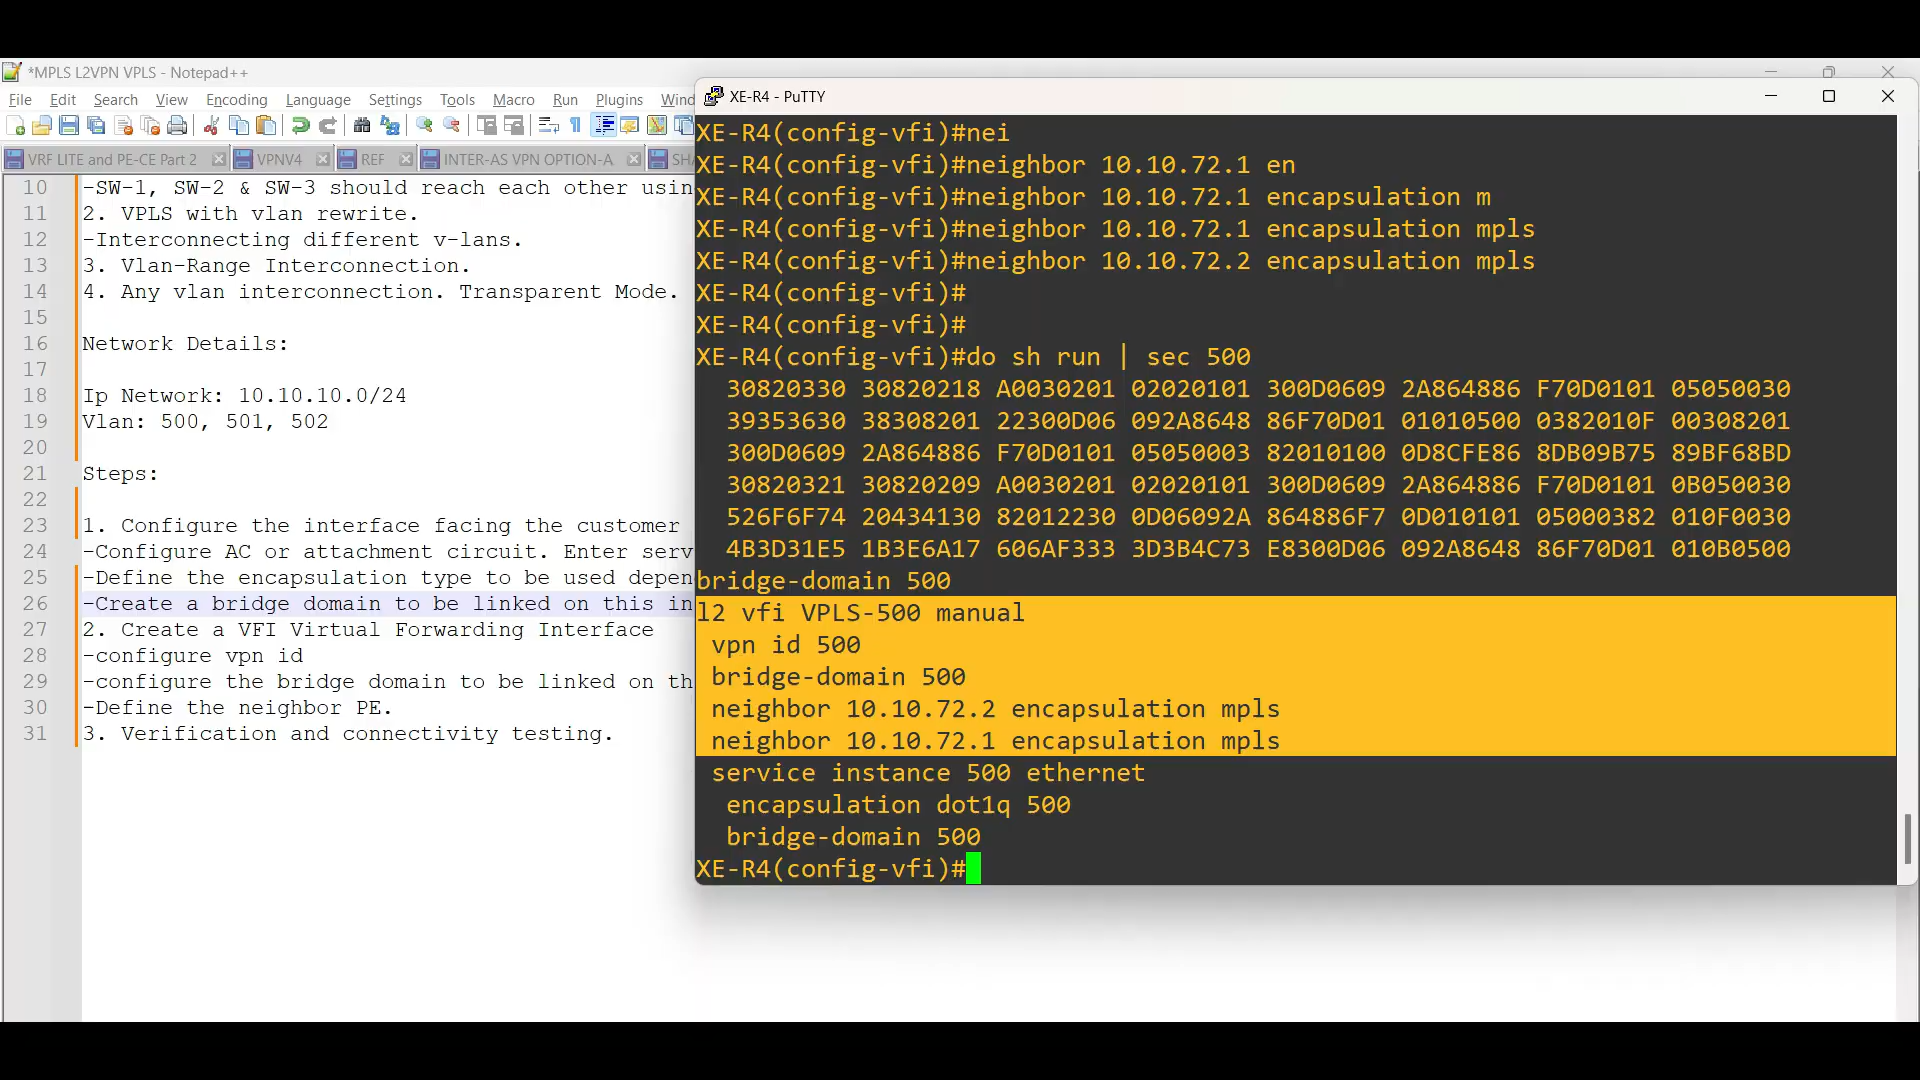 *MPLS L2VPN VPLS - Notepad++
File Edit Search View Encoding Language Settings Tools Macro Run Plugins Wind
VRF LITE and PE-CE Part 2 VPNV4 REF INTER-AS VPN OPTION-A SHA
10 -SW-1, SW-2 & SW-3 should reach each other usin
11 2. VPLS with vlan rewrite.
12 -Interconnecting different v-lans.
13 3. Vlan-Range Interconnection.
14 4. Any vlan interconnection. Transparent Mode.
15
16 Network Details:
17
18 Ip Network: 10.10.10.0/24
19 Vlan: 500, 501, 502
20
21 Steps:
22
23 1. Configure the interface facing the customer
24 -Configure AC or attachment circuit. Enter serv
25 -Define the encapsulation type to be used depen
26 -Create a bridge domain to be linked on this in
27 2. Create a VFI Virtual Forwarding Interface
28 -configure vpn id
29 -configure the bridge domain to be linked on th
30 -Define the neighbor PE.
31 3. Verification and connectivity testing.
XE-R4 - PuTTY
XE-R4(config-vfi)#nei
XE-R4(config-vfi)#neighbor 10.10.72.1 en
XE-R4(config-vfi)#neighbor 10.10.72.1 encapsulation m
XE-R4(config-vfi)#neighbor 10.10.72.1 encapsulation mpls
XE-R4(config-vfi)#neighbor 10.10.72.2 encapsulation mpls
XE-R4(config-vfi)#
XE-R4(config-vfi)#
XE-R4(config-vfi)#do sh run | sec 500
30820330 30820218 A0030201 02020101 300D0609 2A864886 F70D0101 05050030
39353630 38308201 22300D06 092A8648 86F70D01 01010500 0382010F 00308201
300D0609 2A864886 F70D0101 05050003 82010100 0D8CFE86 8DB09B75 89BF68BD
30820321 30820209 A0030201 02020101 300D0609 2A864886 F70D0101 0B050030
526F6F74 20434130 82012230 0D06092A 864886F7 0D010101 05000382 010F0030
4B3D31E5 1B3E6A17 606AF333 3D3B4C73 E8300D06 092A8648 86F70D01 010B0500
bridge-domain 500
l2 vfi VPLS-500 manual
vpn id 500
bridge-domain 500
neighbor 10.10.72.2 encapsulation mpls
neighbor 10.10.72.1 encapsulation mpls
service instance 500 ethernet
encapsulation dot1q 500
bridge-domain 500
XE-R4(config-vfi)#